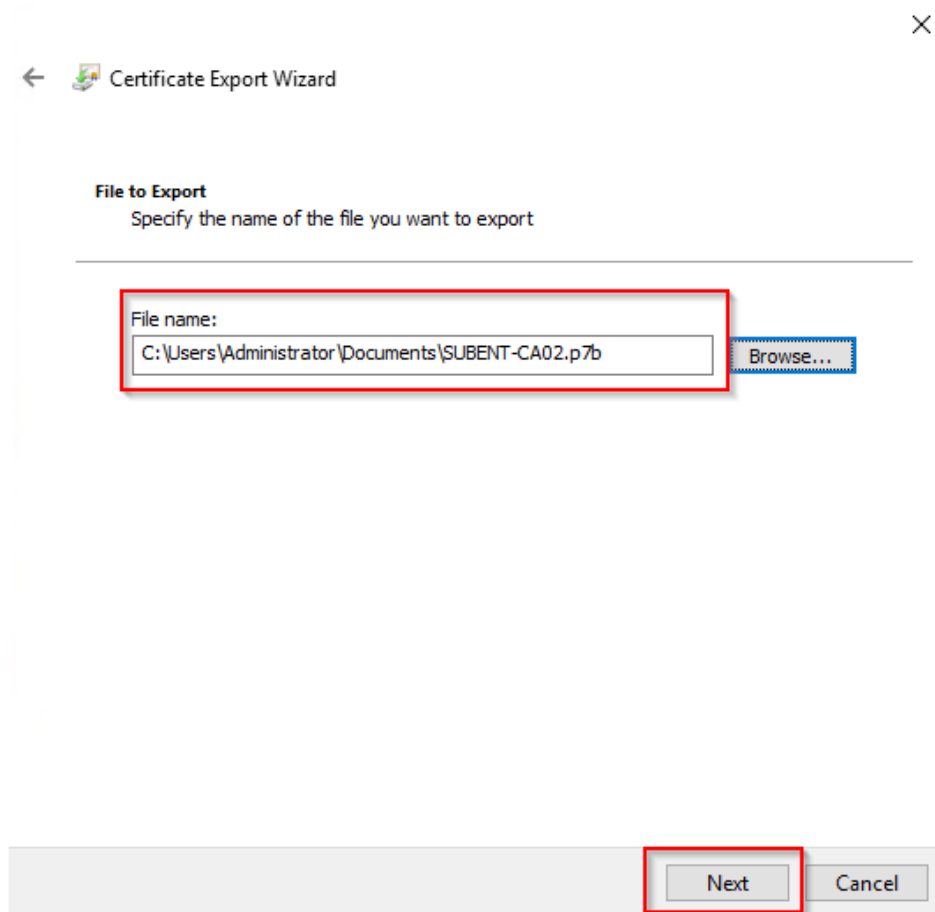 Certificate Export Wizard
File to Export
Specify the name of the file you want to export
File name:
C:\Users\Administrator\Documents\SUBENT-CA02.p7b
Browse...
Next
Cancel